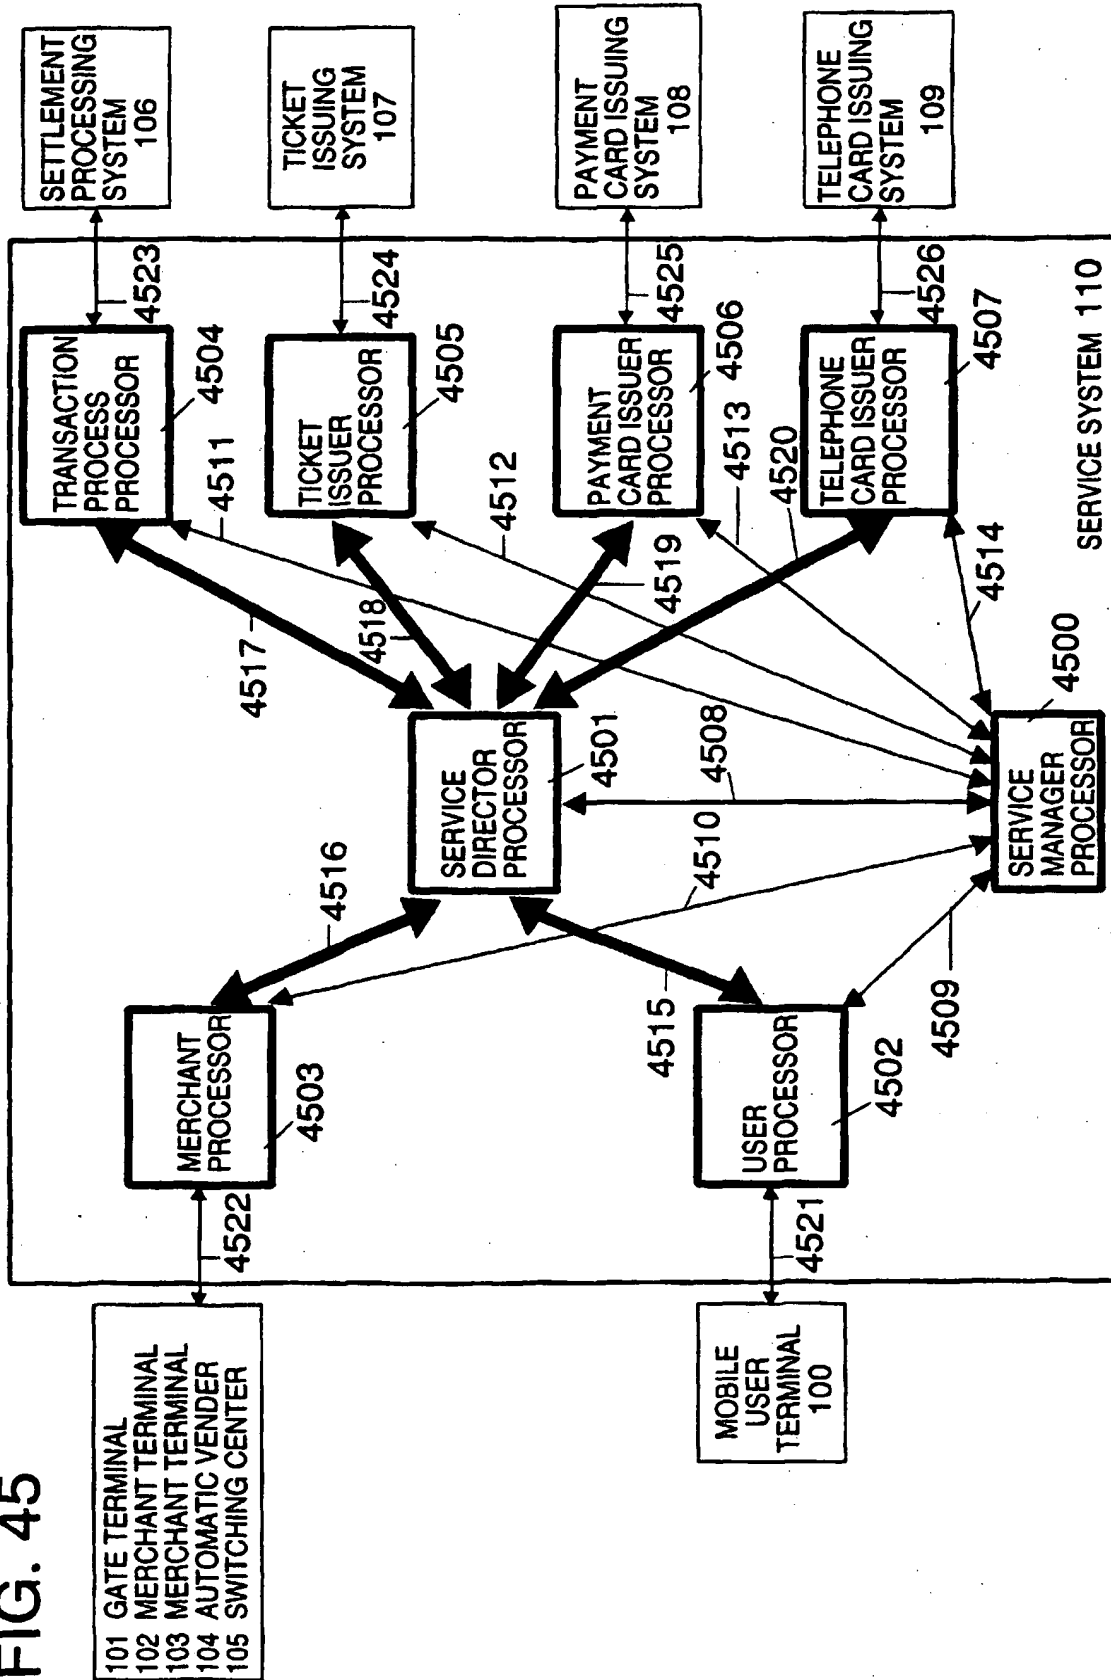 FIG. 45
101 GATE TERMINAL
102 MERCHANT TERMINAL
103 MERCHANT TERMINAL
104 AUTOMATIC VENDER
105 SWITCHING CENTER
4522
MERCHANT
PROCESSOR
4503
4516
MOBILE
USER
TERMINAL
100
4521
USER
PROCESSOR
4502
4515
4509
4510
SERVICE
DIRECTOR
PROCESSOR
4501
4508
SERVICE
MANAGER
PROCESSOR
4500
4517
4518
4519
4520
4511
4512
4513
4514
TRANSACTION
PROCESS
PROCESSOR
4504
TICKET
ISSUER
PROCESSOR
4505
PAYMENT
CARD ISSUER
PROCESSOR
4506
TELEPHONE
CARD ISSUER
PROCESSOR
4507
4523
4524
4525
4526
SERVICE SYSTEM 110
SETTLEMENT
PROCESSING
SYSTEM
106
TICKET
ISSUING
SYSTEM
107
PAYMENT
CARD ISSUING
SYSTEM
108
TELEPHONE
CARD ISSUING
SYSTEM
109